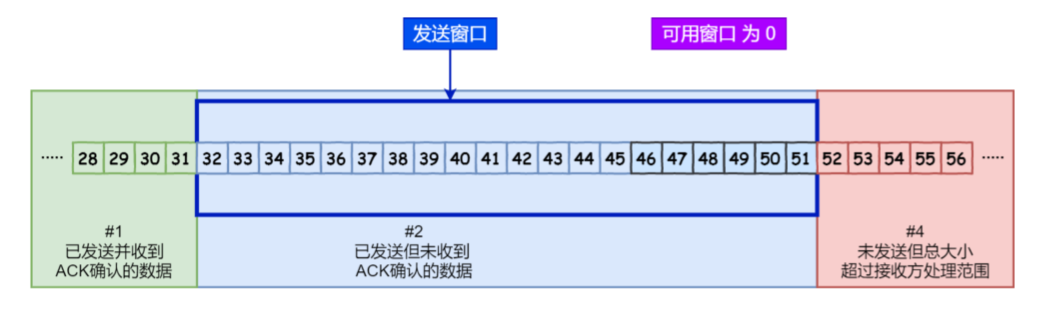 发送窗口
可用窗口 为 0
····· 28 29 30 31 32 33 34 35 36 37 38 39 40 41 42 43 44 45 46 47 48 49 50 51 52 53 54 55 56 ·····
#1
已发送并收到
ACK确认的数据
#2
已发送但未收到
ACK确认的数据
#4
未发送但总大小
超过接收方处理范围